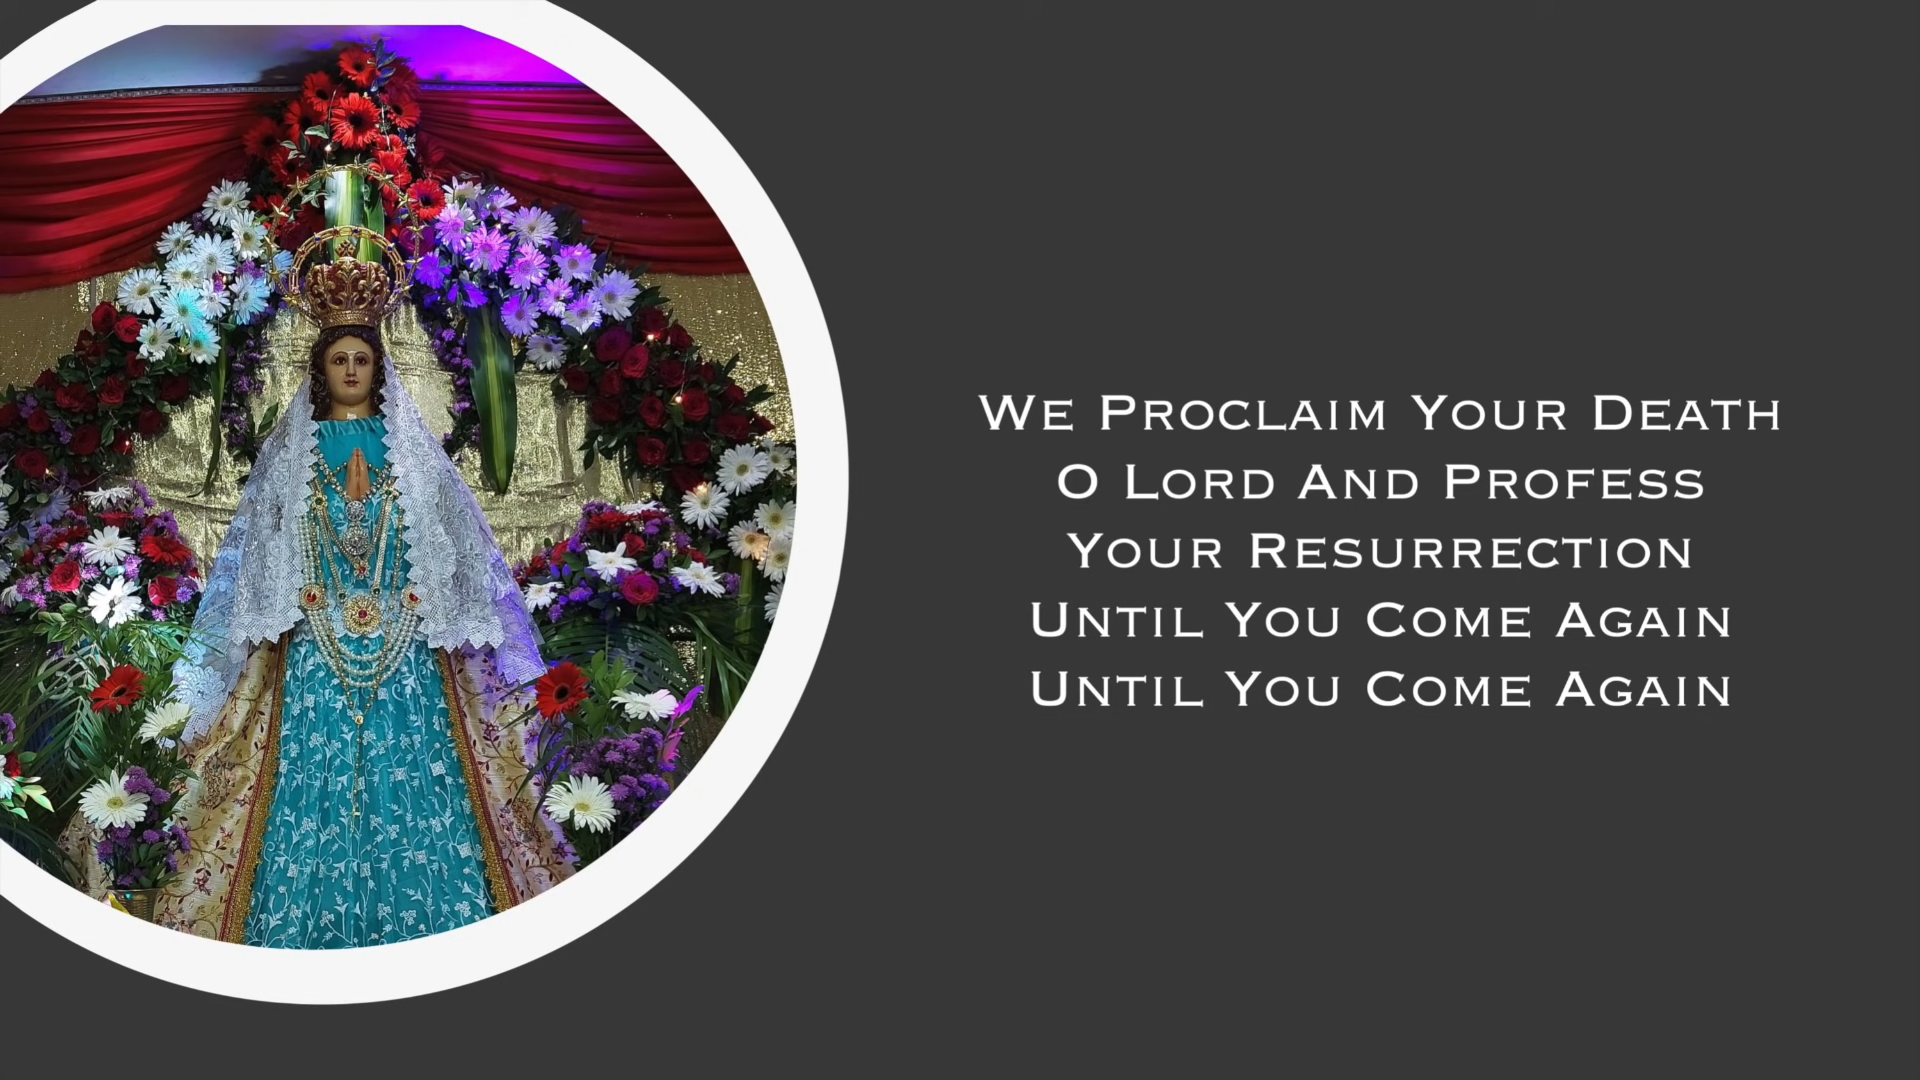 We Proclaim Your Death
O Lord And Profess
Your Resurrection
Until You Come Again
Until You Come Again